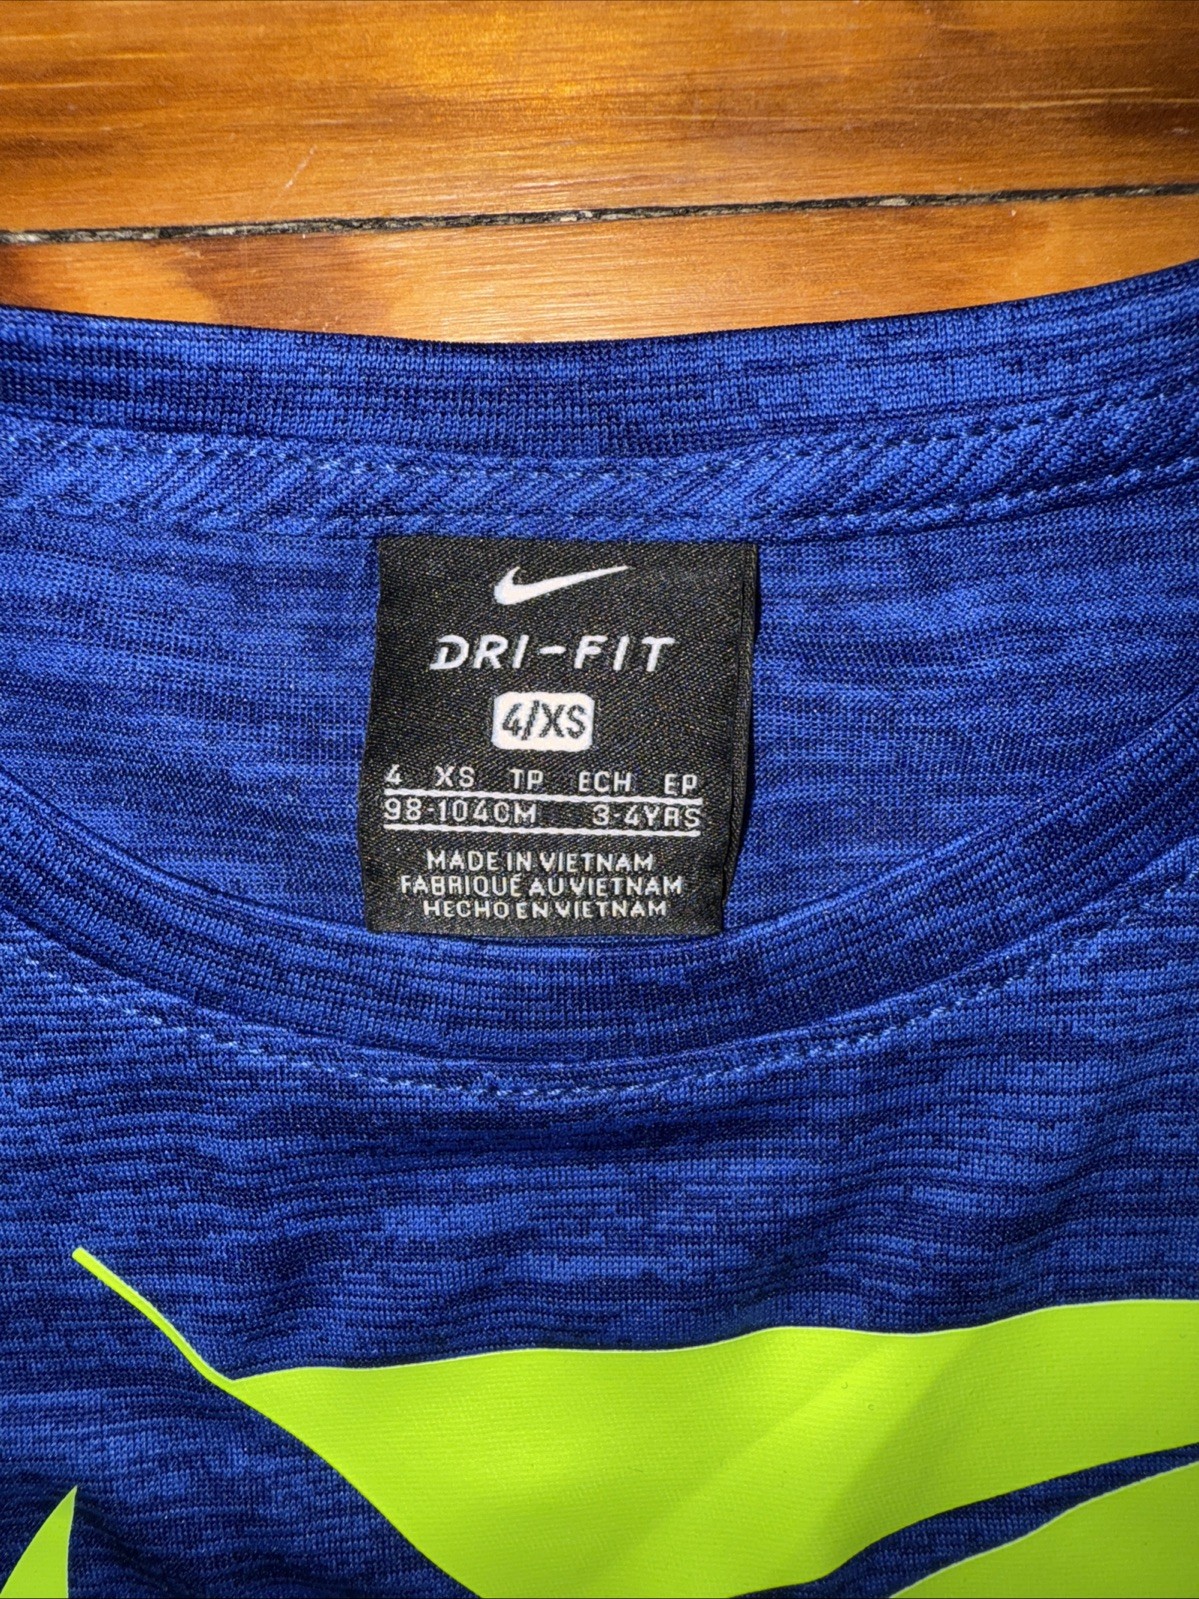 DRI-FIT
4/XS
4 XS TP ECH EP
98-104CM 3-4YRS
MADE IN VIETNAM
FABRIQUÉ AU VIETNAM
HECHO EN VIETNAM